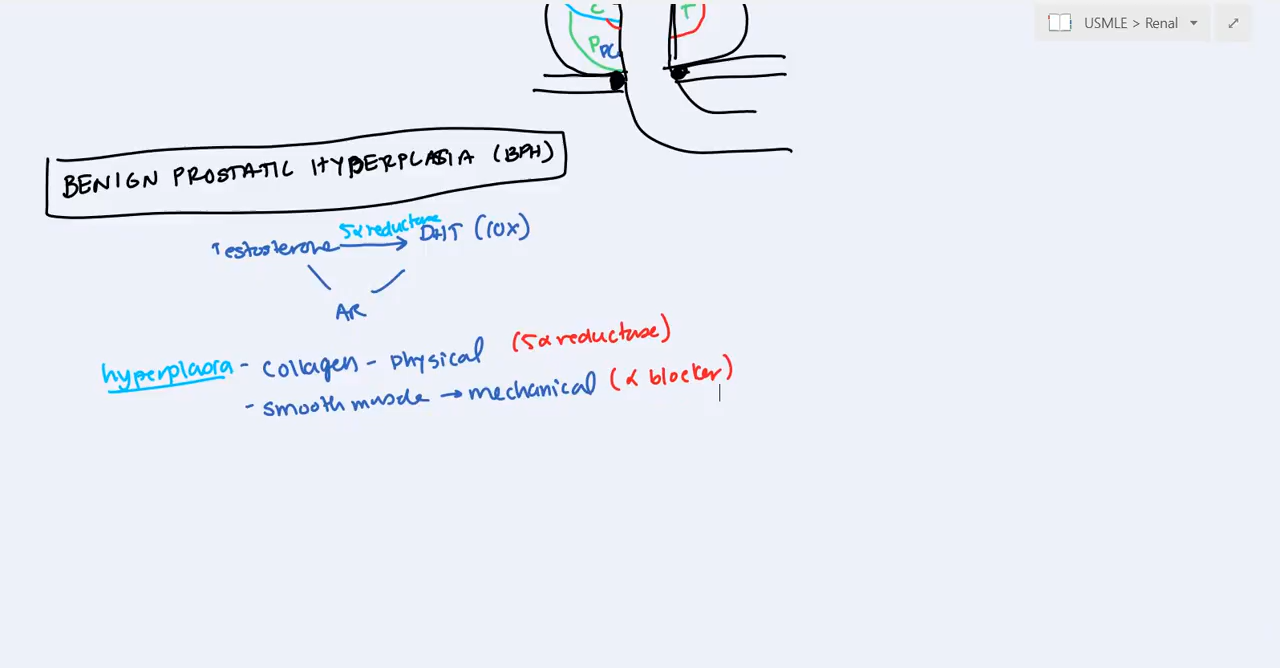 C T
P PC
USMLE > Renal
BENIGN PROSTATIC HYPERPLASIA (BPH)
5α reductase
Testosterone DHT (10X)
AR
hyperplasia - collagen - physical (5α reductase)
- smooth muscle → mechanical (α blocker)